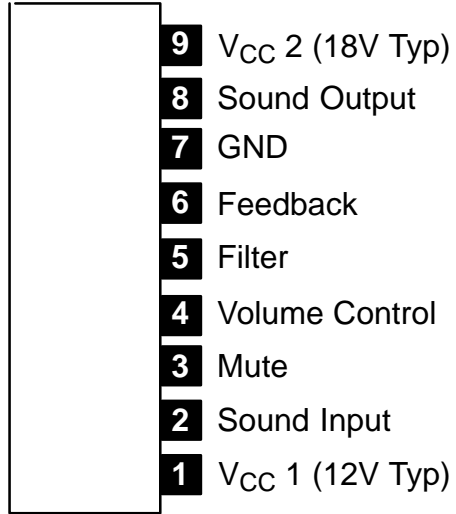 9 VCC 2 (18V Typ)
8 Sound Output
7 GND
6 Feedback
5 Filter
4 Volume Control
3 Mute
2 Sound Input
1 VCC 1 (12V Typ)